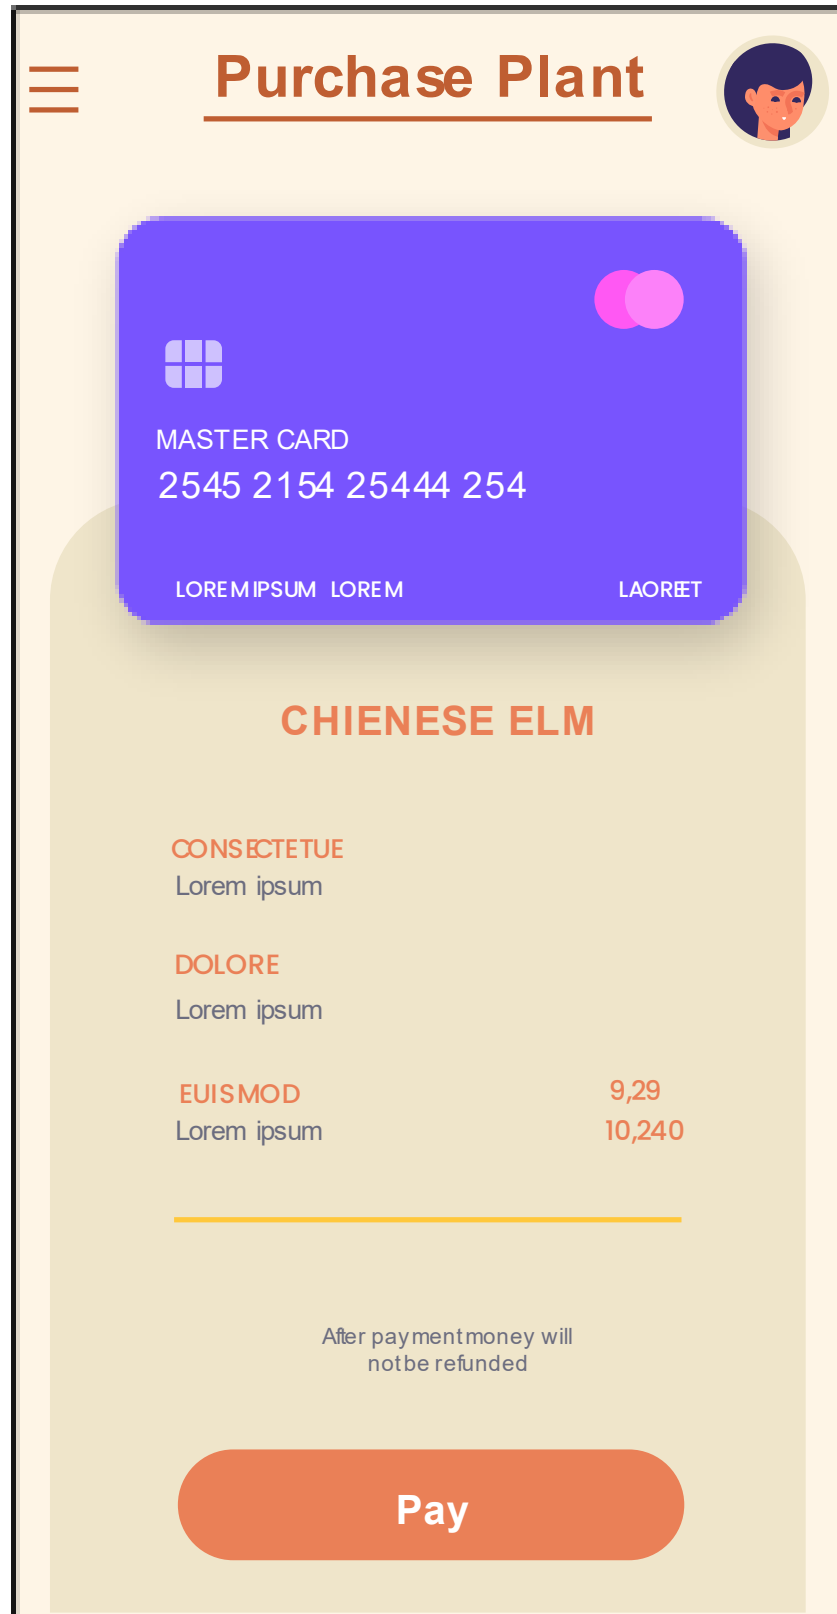 Purchase Plant
MASTER CARD
2545 2154 25444 254
LOREM IPSUM LOREM LAOREET
CHIENESE ELM
CONSECTETUE
Lorem ipsum
DOLORE
Lorem ipsum
EUISMOD 9,29
Lorem ipsum 10,240
After payment money will
not be refunded
Pay